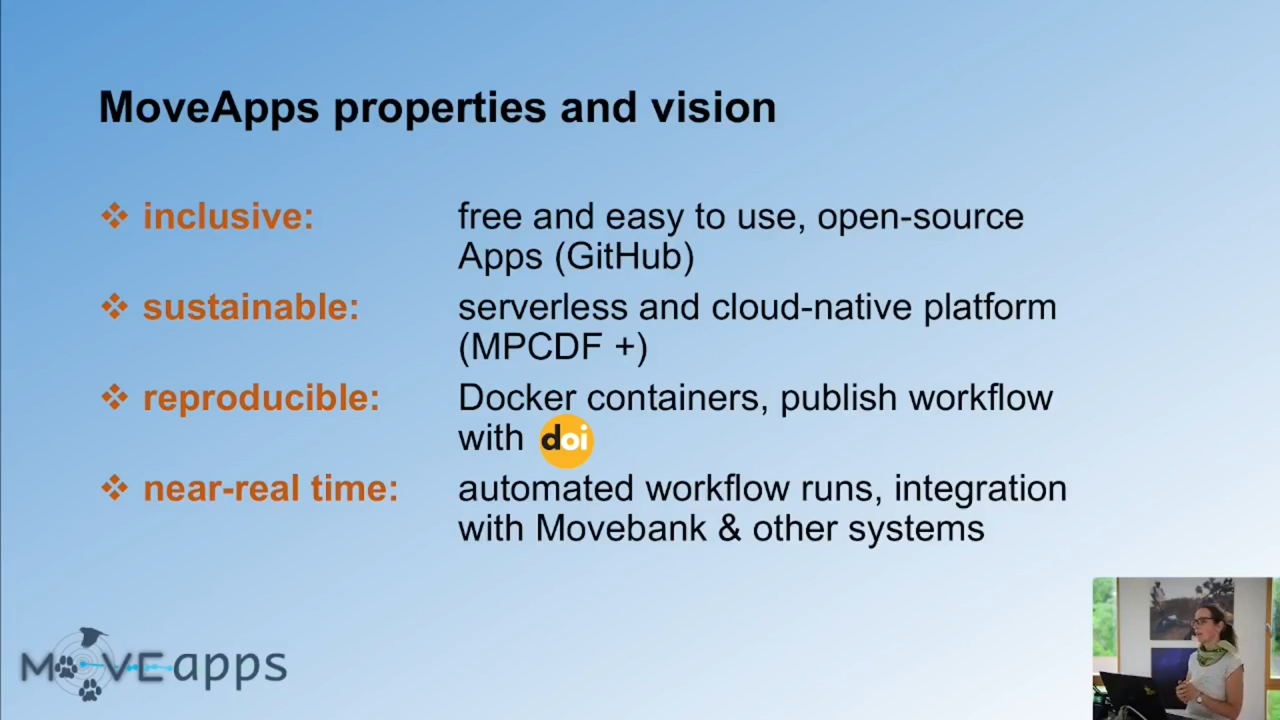 MoveApps properties and vision
❖ inclusive: free and easy to use, open-source
Apps (GitHub)
❖ sustainable: serverless and cloud-native platform
(MPCDF +)
❖ reproducible: Docker containers, publish workflow
with doi
❖ near-real time: automated workflow runs, integration
with Movebank & other systems
MOVE apps